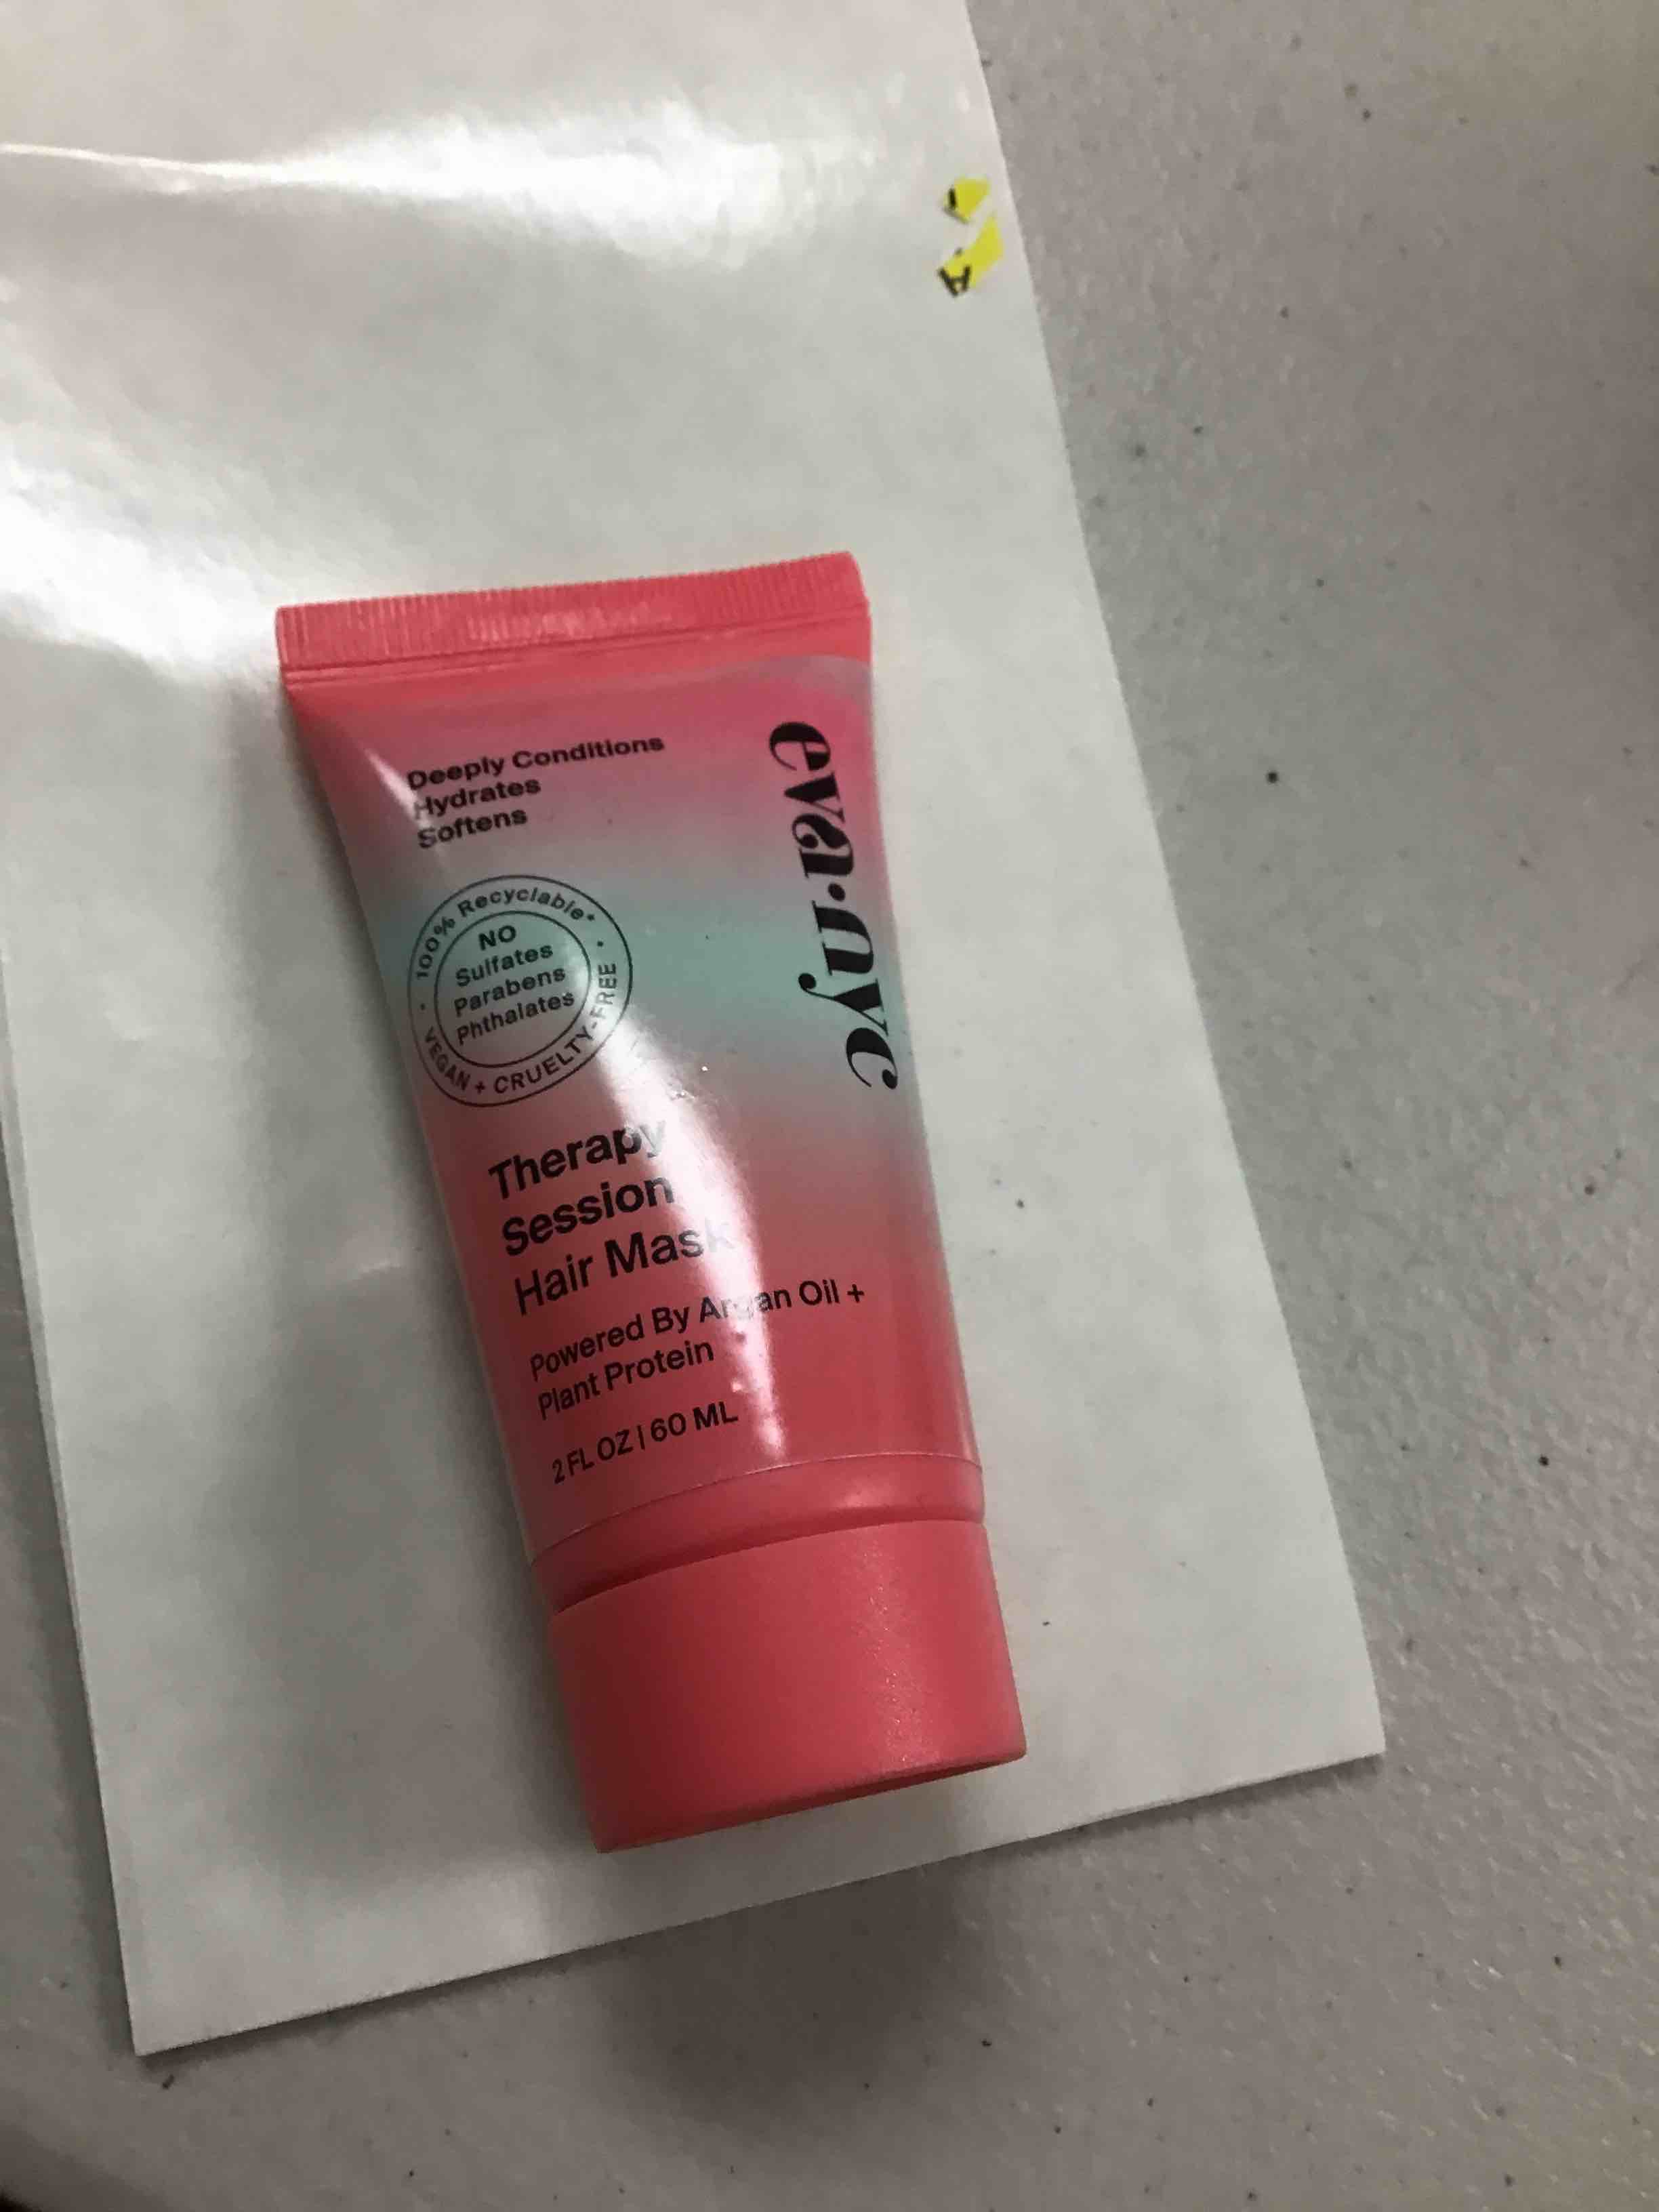 Deeply Conditions
Hydrates
Softens
eva·nyc
100% Recyclable*
NO
Sulfates
Parabens
Phthalates
VEGAN + CRUELTY-FREE
Therapy
Session
Hair Mask
Powered By Argan Oil +
Plant Protein
2 FL OZ | 60 ML